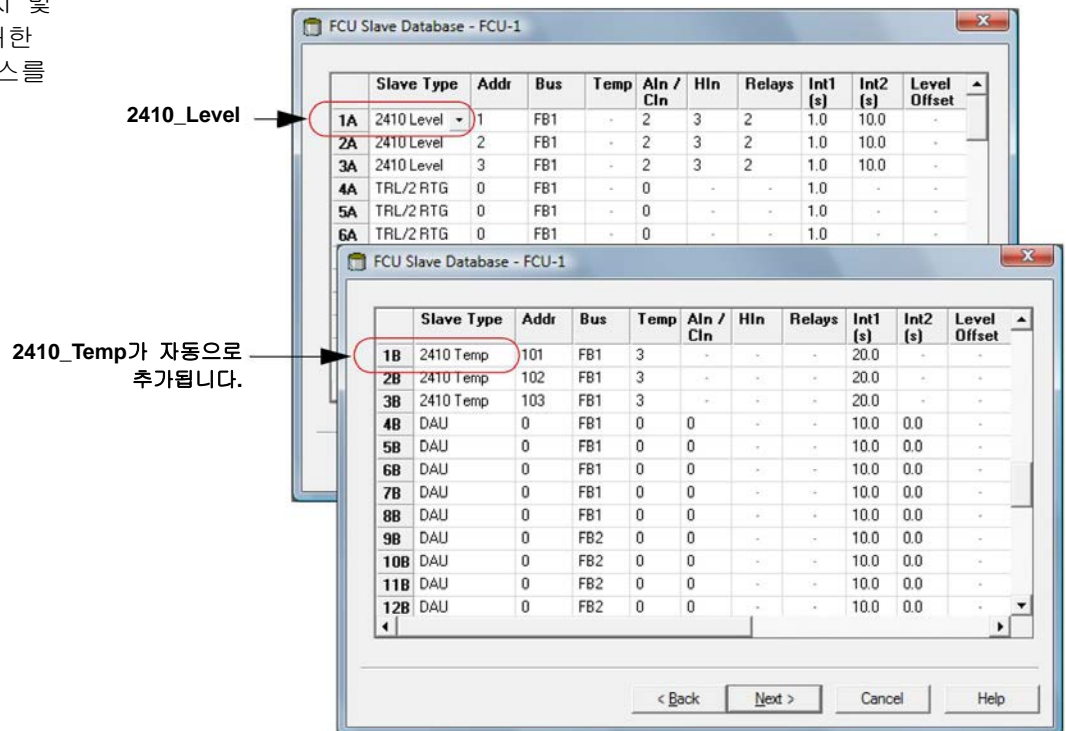 및
스를
FCU Slave Database - FCU-1
Slave Type Addr Bus Temp AIn / CIn HIn Relays Int1 (s) Int2 (s) Level Offset
2410_Level
1A 2410 Level 1 FB1 - 2 3 2 1.0 10.0 -
2A 2410 Level 2 FB1 - 2 3 2 1.0 10.0 -
3A 2410 Level 3 FB1 - 2 3 2 1.0 10.0 -
4A TRL/2 RTG 0 FB1 - 0 - - 1.0 - -
5A TRL/2 RTG 0 FB1 - 0 - - 1.0 - -
6A TRL/2 RTG 0 FB1 - 0 - - 1.0 - -
FCU Slave Database - FCU-1
Slave Type Addr Bus Temp AIn / CIn HIn Relays Int1 (s) Int2 (s) Level Offset
2410_Temp가 자동으로
추가됩니다.
1B 2410 Temp 101 FB1 3 - - - 20.0 - -
2B 2410 Temp 102 FB1 3 - - - 20.0 - -
3B 2410 Temp 103 FB1 3 - - - 20.0 - -
4B DAU 0 FB1 0 0 - - 10.0 0.0 -
5B DAU 0 FB1 0 0 - - 10.0 0.0 -
6B DAU 0 FB1 0 0 - - 10.0 0.0 -
7B DAU 0 FB1 0 0 - - 10.0 0.0 -
8B DAU 0 FB1 0 0 - - 10.0 0.0 -
9B DAU 0 FB2 0 0 - - 10.0 0.0 -
10B DAU 0 FB2 0 0 - - 10.0 0.0 -
11B DAU 0 FB2 0 0 - - 10.0 0.0 -
12B DAU 0 FB2 0 0 - - 10.0 0.0 -
< Back Next > Cancel Help